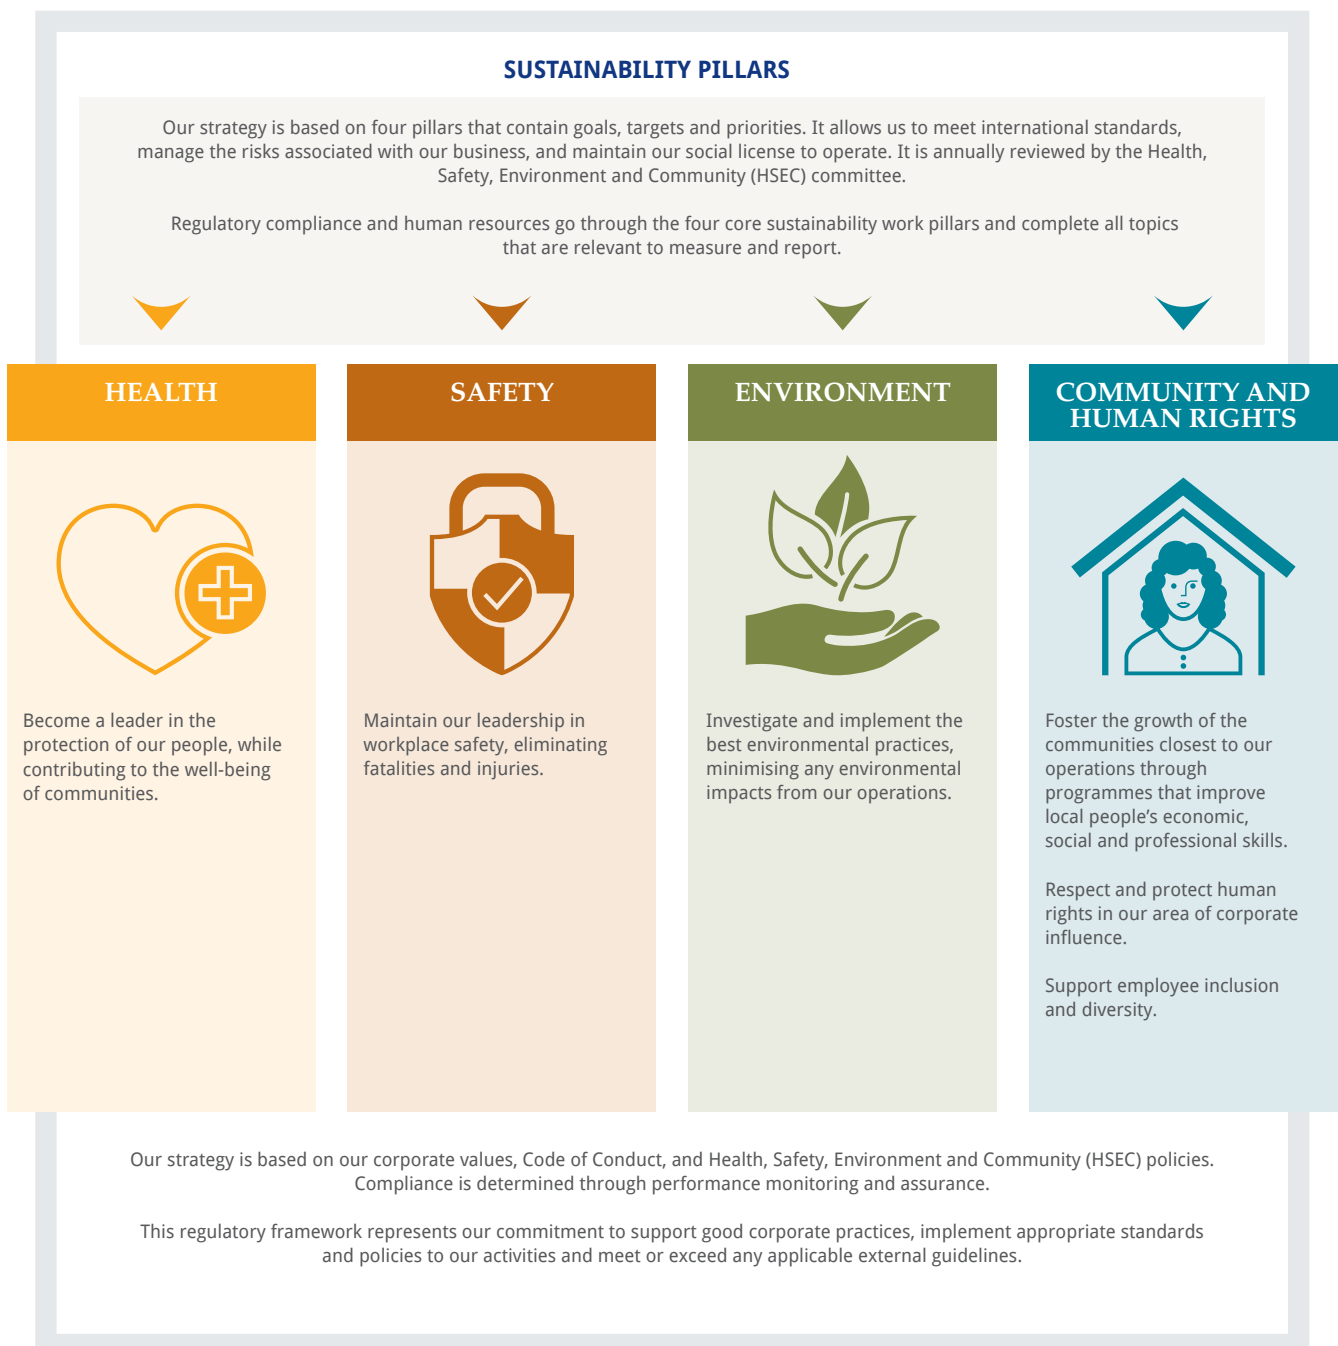 SUSTAINABILITY PILLARS
Our strategy is based on four pillars that contain goals, targets and priorities. It allows us to meet international standards,
manage the risks associated with our business, and maintain our social license to operate. It is annually reviewed by the Health,
Safety, Environment and Community (HSEC) committee.
Regulatory compliance and human resources go through the four core sustainability work pillars and complete all topics
that are relevant to measure and report.
HEALTH
Become a leader in the
protection of our people, while
contributing to the well-being
of communities.
SAFETY
Maintain our leadership in
workplace safety, eliminating
fatalities and injuries.
ENVIRONMENT
Investigate and implement the
best environmental practices,
minimising any environmental
impacts from our operations.
COMMUNITY AND
HUMAN RIGHTS
Foster the growth of the
communities closest to our
operations through
programmes that improve
local people’s economic,
social and professional skills.
Respect and protect human
rights in our area of corporate
influence.
Support employee inclusion
and diversity.
Our strategy is based on our corporate values, Code of Conduct, and Health, Safety, Environment and Community (HSEC) policies.
Compliance is determined through performance monitoring and assurance.
This regulatory framework represents our commitment to support good corporate practices, implement appropriate standards
and policies to our activities and meet or exceed any applicable external guidelines.